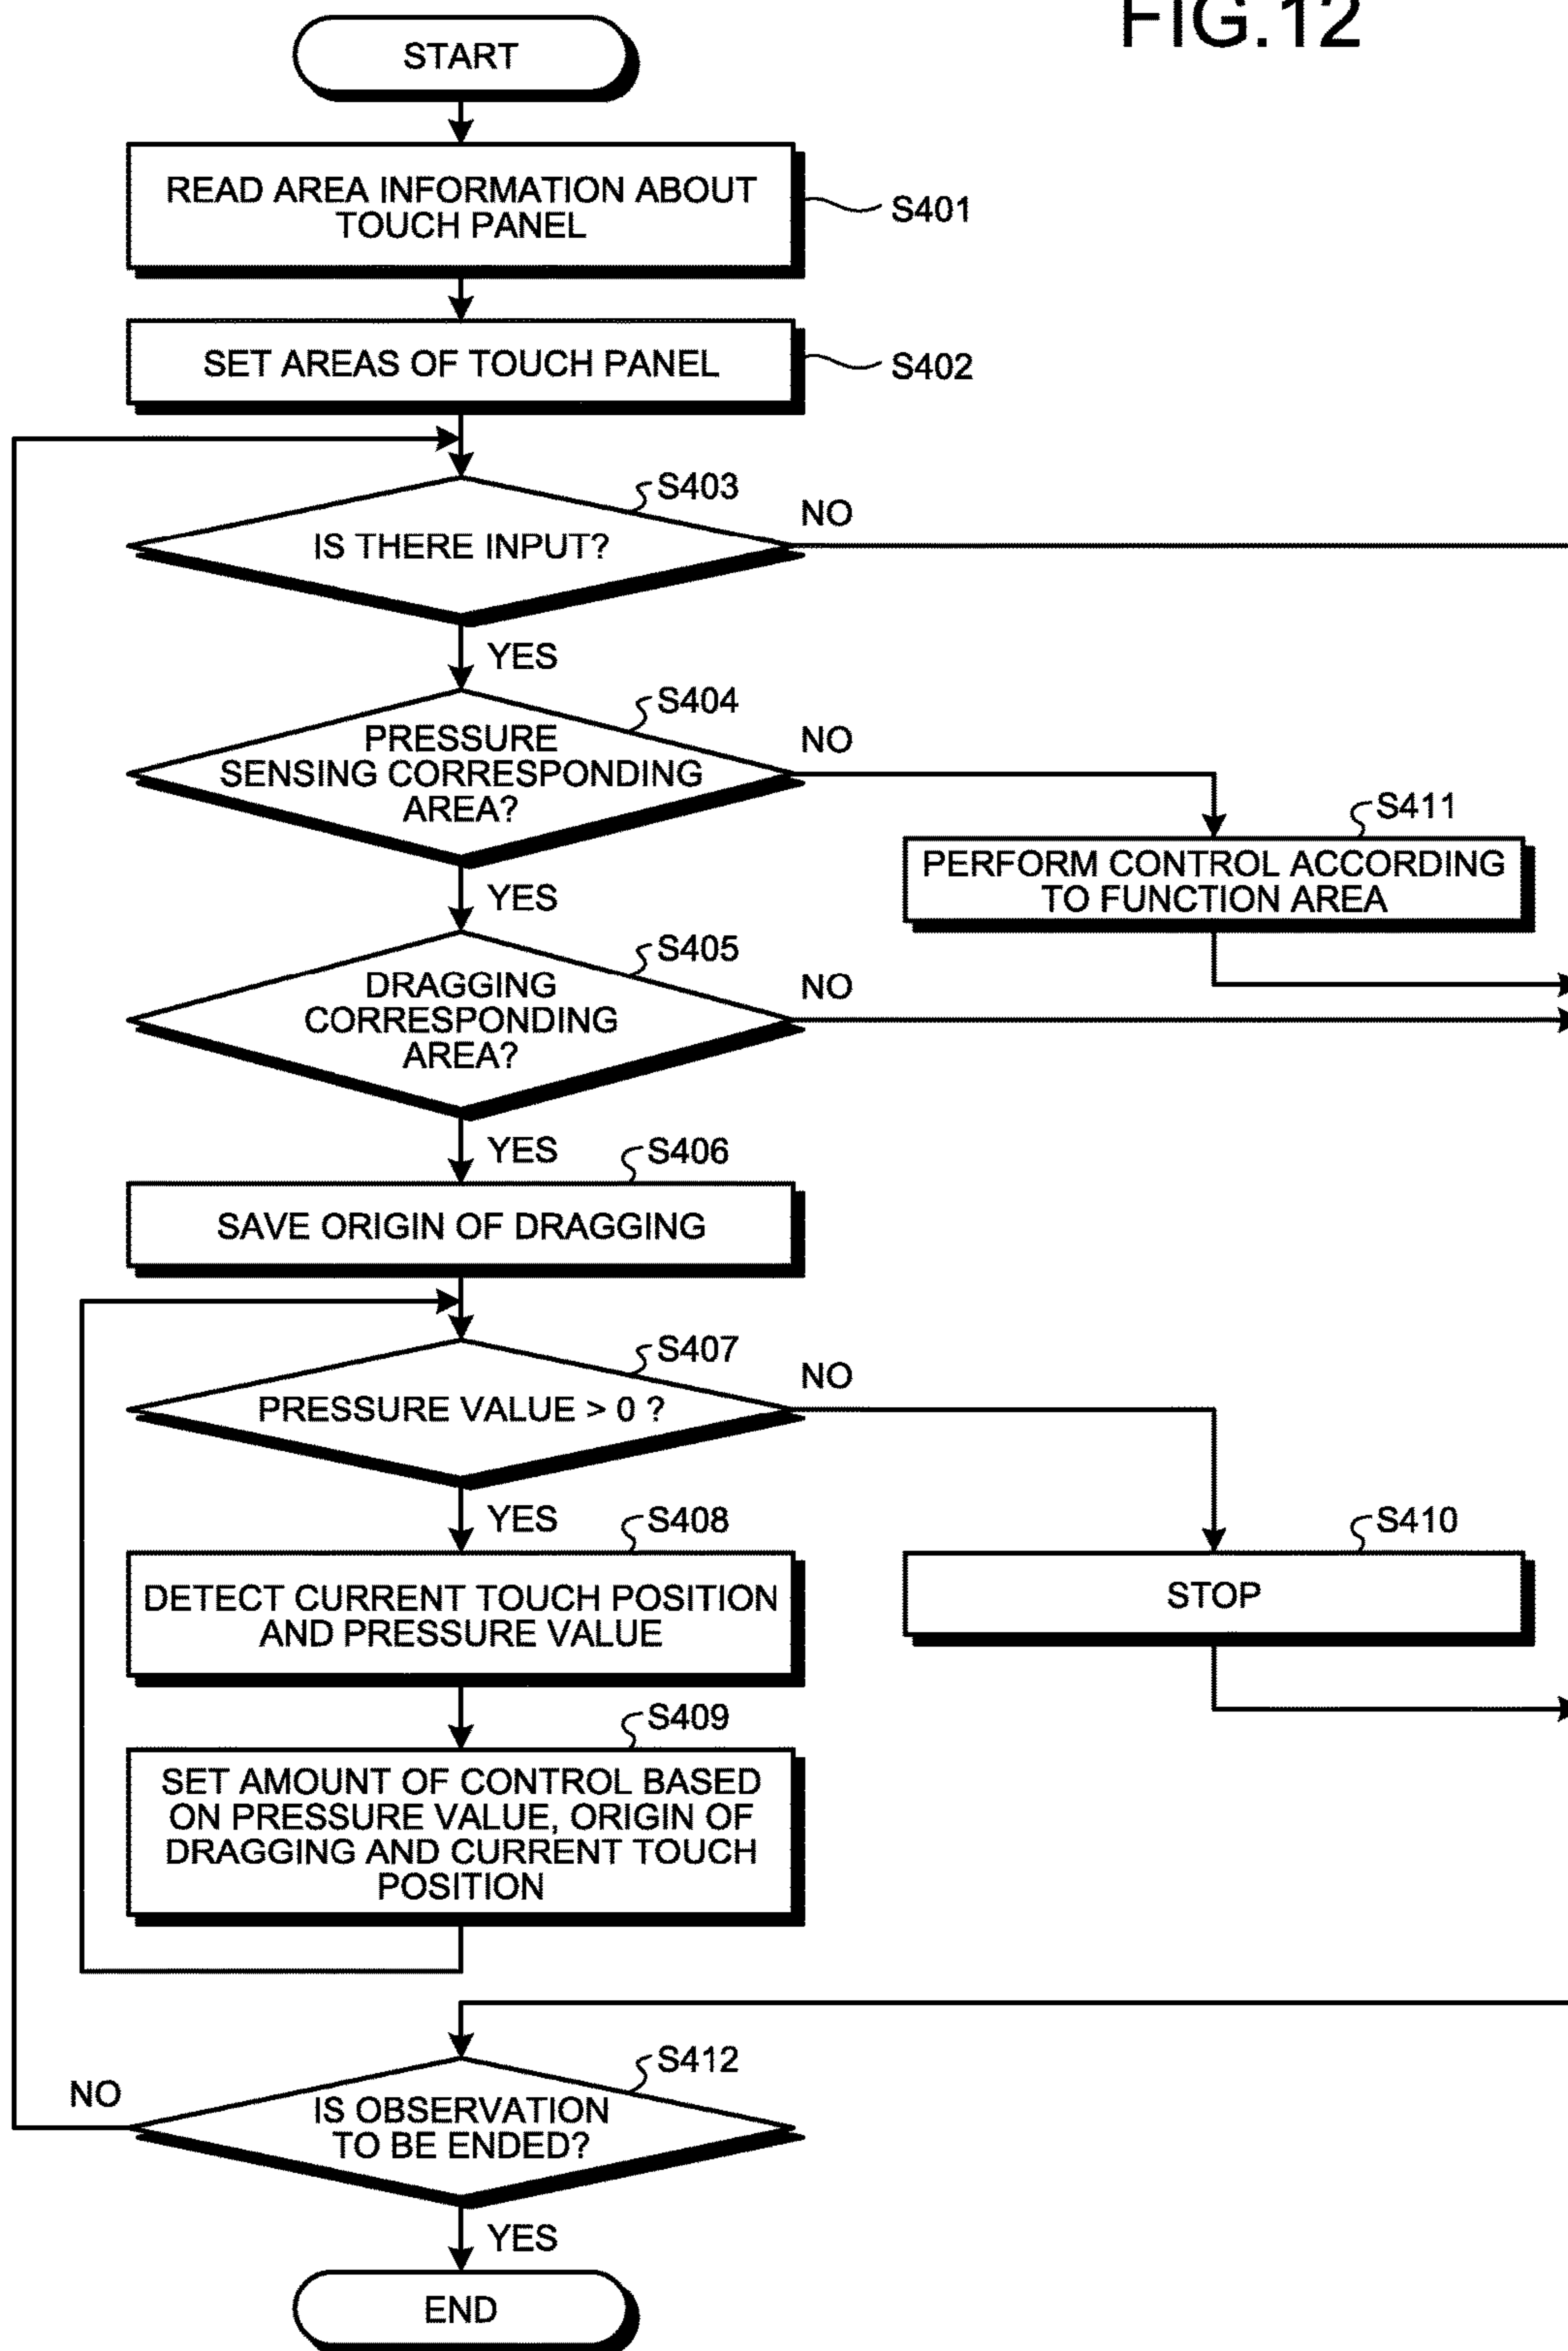 FIG.12
START
READ AREA INFORMATION ABOUT
TOUCH PANEL
S401
SET AREAS OF TOUCH PANEL
S402
S403
IS THERE INPUT?
NO
YES
S404
PRESSURE
SENSING CORRESPONDING
AREA?
NO
YES
S411
PERFORM CONTROL ACCORDING
TO FUNCTION AREA
S405
DRAGGING
CORRESPONDING
AREA?
NO
YES
S406
SAVE ORIGIN OF DRAGGING
S407
PRESSURE VALUE > 0 ?
NO
YES
S408
DETECT CURRENT TOUCH POSITION
AND PRESSURE VALUE
S410
STOP
S409
SET AMOUNT OF CONTROL BASED
ON PRESSURE VALUE, ORIGIN OF
DRAGGING AND CURRENT TOUCH
POSITION
S412
IS OBSERVATION
TO BE ENDED?
NO
YES
END